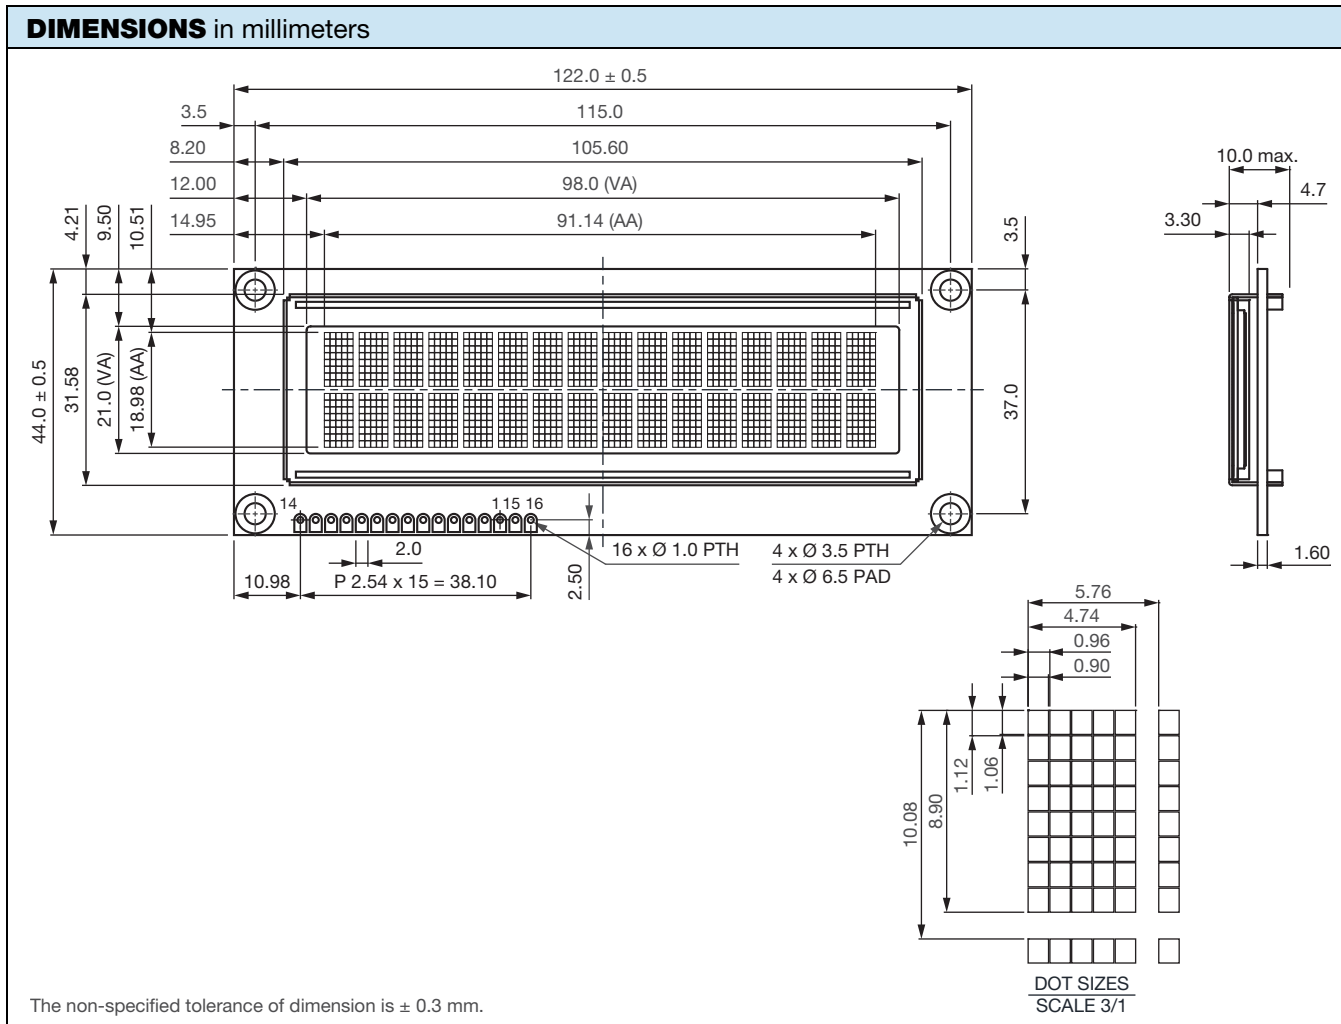 DIMENSIONS in millimeters
122.0 ± 0.5
3.5
115.0
8.20
105.60
12.00
98.0 (VA)
14.95
91.14 (AA)
4.21
9.50
10.51
3.5
10.0 max.
4.7
3.30
44.0 ± 0.5
31.58
21.0 (VA)
18.98 (AA)
37.0
14
1 15 16
2.0
10.98
P 2.54 x 15 = 38.10
2.50
16 x Ø 1.0 PTH
4 x Ø 3.5 PTH
4 x Ø 6.5 PAD
1.60
5.76
4.74
0.96
0.90
1.12
1.06
10.08
8.90
DOT SIZES
SCALE 3/1
The non-specified tolerance of dimension is ± 0.3 mm.